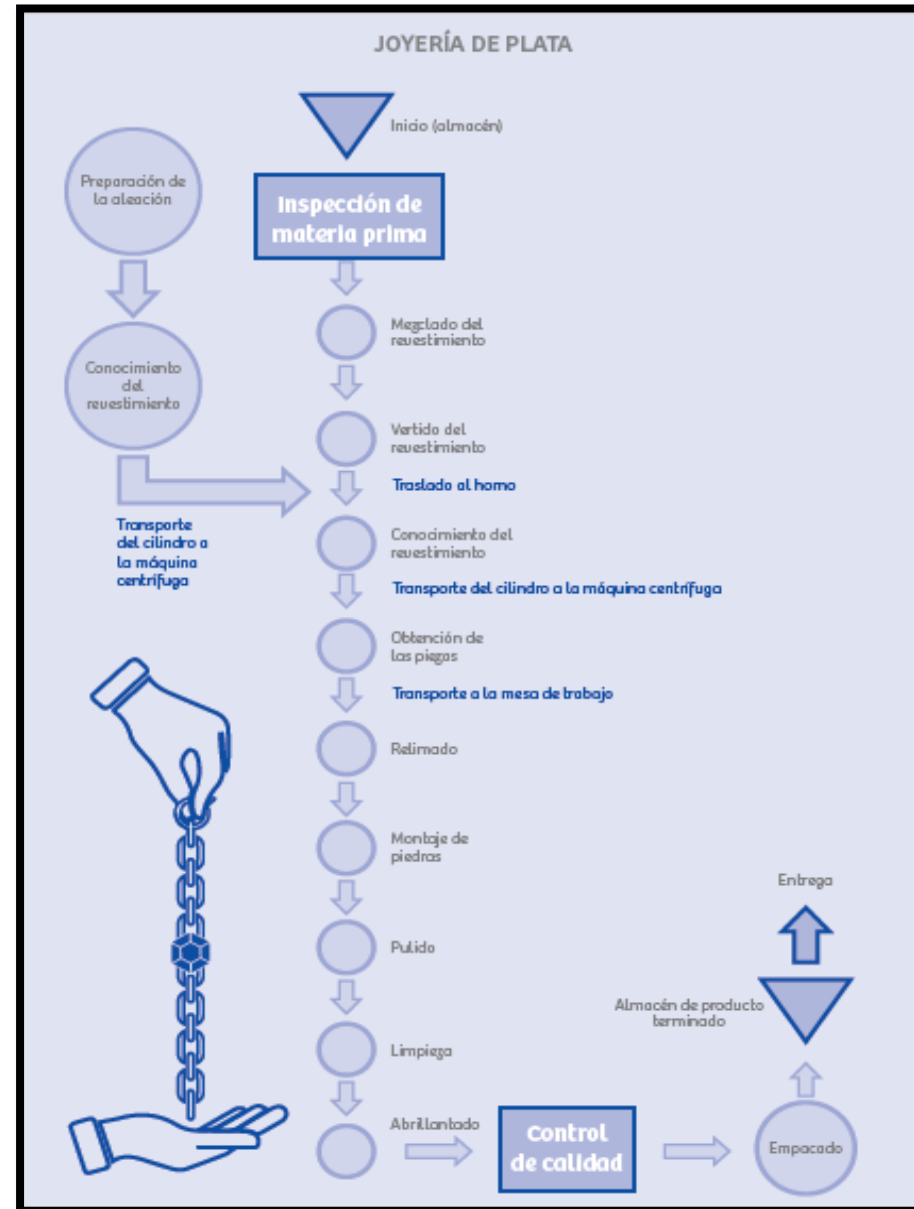 JOYERÍA DE PLATA
Inicio (almacén)
Preparación de
la aleación
Inspección de
materia prima
Mezclado del
revestimiento
Conocimiento
del
revestimiento
Vertido del
revestimiento
Traslado al horno
Transporte
del cilindro a
la máquina
centrífuga
Conocimiento del
revestimiento
Transporte del cilindro a la máquina centrífuga
Obtención de
las piezas
Transporte a la mesa de trabajo
Relimado
Montaje de
piedras
Pulido
Limpieza
Abrillantado
Control
de calidad
Empacado
Almacén de producto
terminado
Entrega